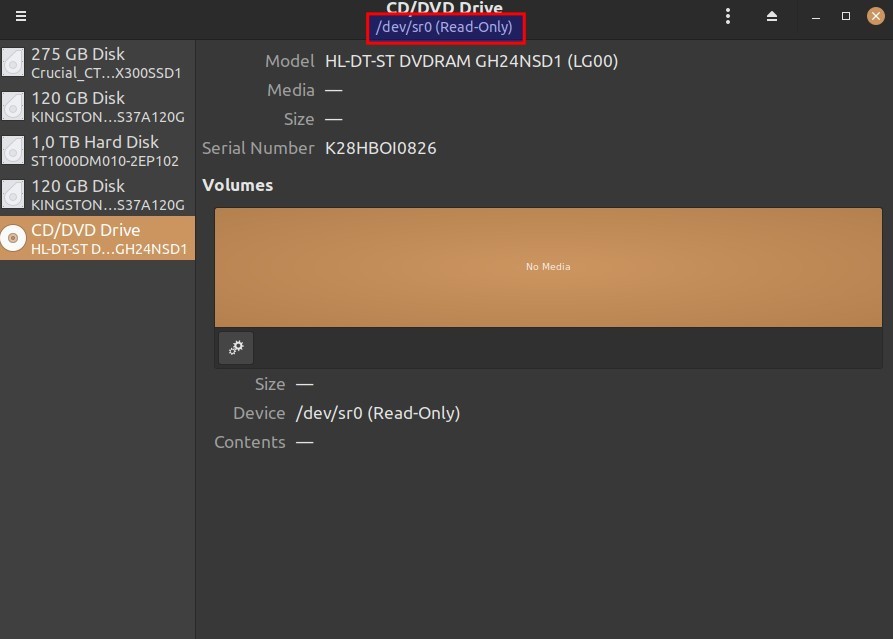 CD/DVD Drive
/dev/sr0 (Read-Only)
275 GB Disk
Crucial_CT…X300SSD1
120 GB Disk
KINGSTON…S37A120G
1,0 TB Hard Disk
ST1000DM010-2EP102
120 GB Disk
KINGSTON…S37A120G
CD/DVD Drive
HL-DT-ST D…GH24NSD1
Model HL-DT-ST DVDRAM GH24NSD1 (LG00)
Media —
Size —
Serial Number K28HBOI0826
Volumes
No Media
Size —
Device /dev/sr0 (Read-Only)
Contents —